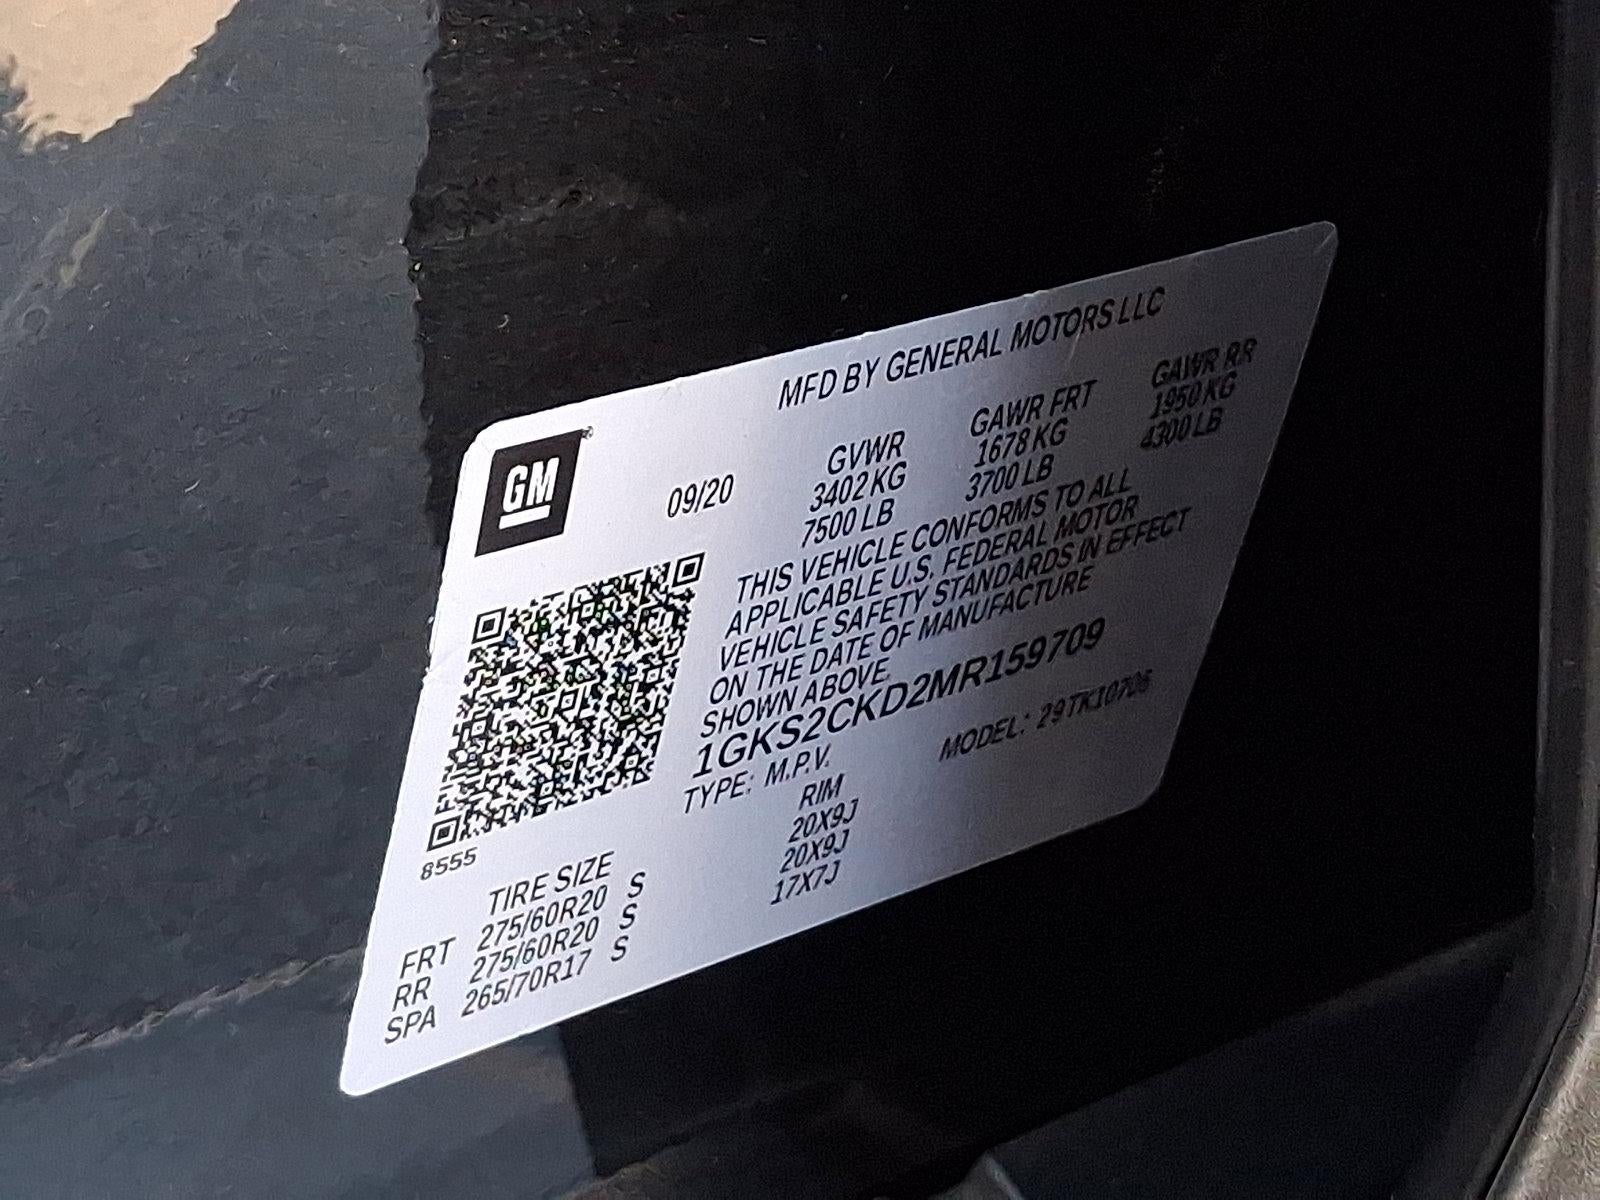 MFD BY GENERAL MOTORS LLC
GM
09/20
GVWR GAWR FRT GAWR RR
3402 KG 1678 KG 1950 KG
7500 LB 3700 LB 4300 LB
THIS VEHICLE CONFORMS TO ALL
APPLICABLE U.S. FEDERAL MOTOR
VEHICLE SAFETY STANDARDS IN EFFECT
ON THE DATE OF MANUFACTURE
SHOWN ABOVE.
1GKS2CKD2MR159709
TYPE: M.P.V. MODEL: 29TK10706
8555
TIRE SIZE RIM
FRT 275/60R20 S 20X9J
RR 275/60R20 S 20X9J
SPA 265/70R17 S 17X7J